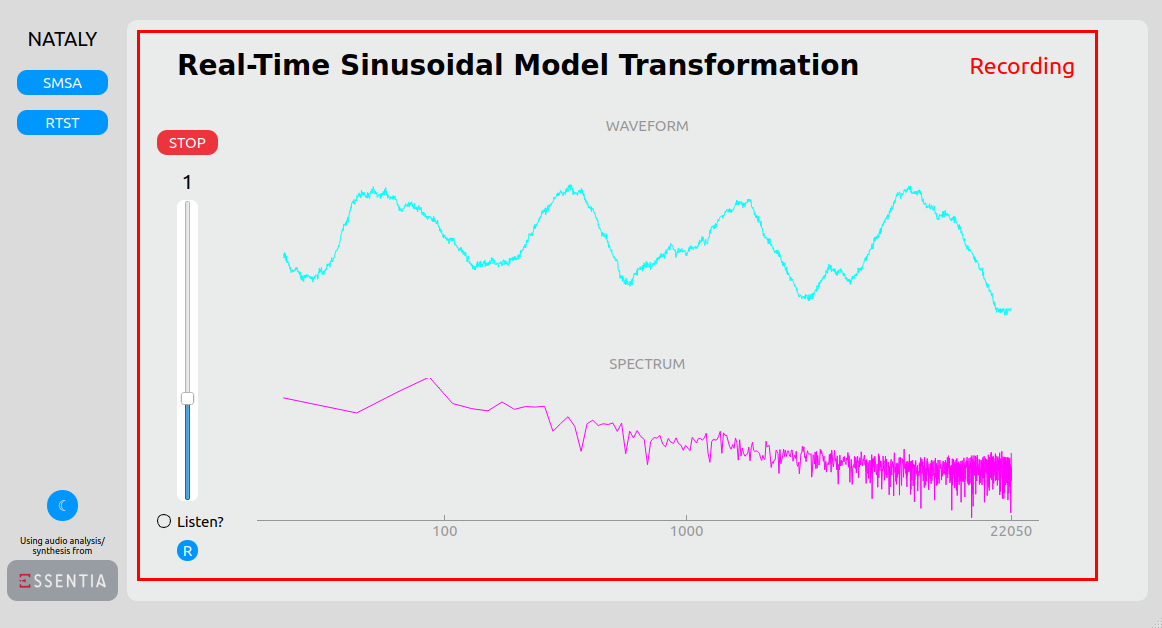 NATALY
SMSA
RTST
Real-Time Sinusoidal Model Transformation
Recording
WAVEFORM
STOP
1
SPECTRUM
Listen?
R
100
1000
22050
Using audio analysis/
synthesis from
ESSENTIA